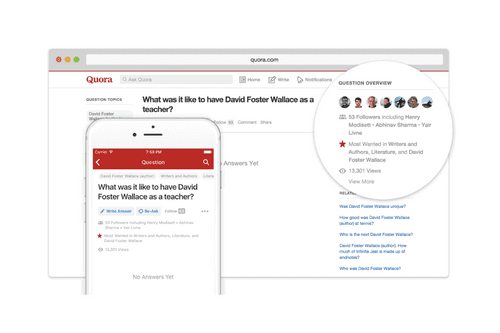 quora.com
Quora
Ask Quora
Home
Write
Notifications
QUESTION TOPICS
David Foster
What was it like to have David Foster Wallace as a
teacher?
Follow
Comment Share
No Answers Yet
QUESTION OVERVIEW
53 Followers including Henry
Modisett • Abhinav Sharma • Yair
Livne
Most Wanted in Writers and
Authors, Literature, and David
Foster Wallace
13,301 Views
View More
RELATED
Was David Foster Wallace unique?
How good was David Foster Wallace
(author) at tennis?
Who is the next David Foster Wallace?
David Foster Wallace (author): How
much of Infinite Jest is made up of
endnotes?
Who was David Foster Wallace?
Carrier
7:53 PM
Question
David Foster Wallace (author)
Writers and Authors
Literature
What was it like to have David
Foster Wallace as a teacher?
Write Answer
Re-Ask
Follow 53
53 Followers including Henry Modisett • Abhinav
Sharma • Yair Livne
Most Wanted in Writers and Authors, Literature, and
David Foster Wallace
13,301 Views
No Answers Yet